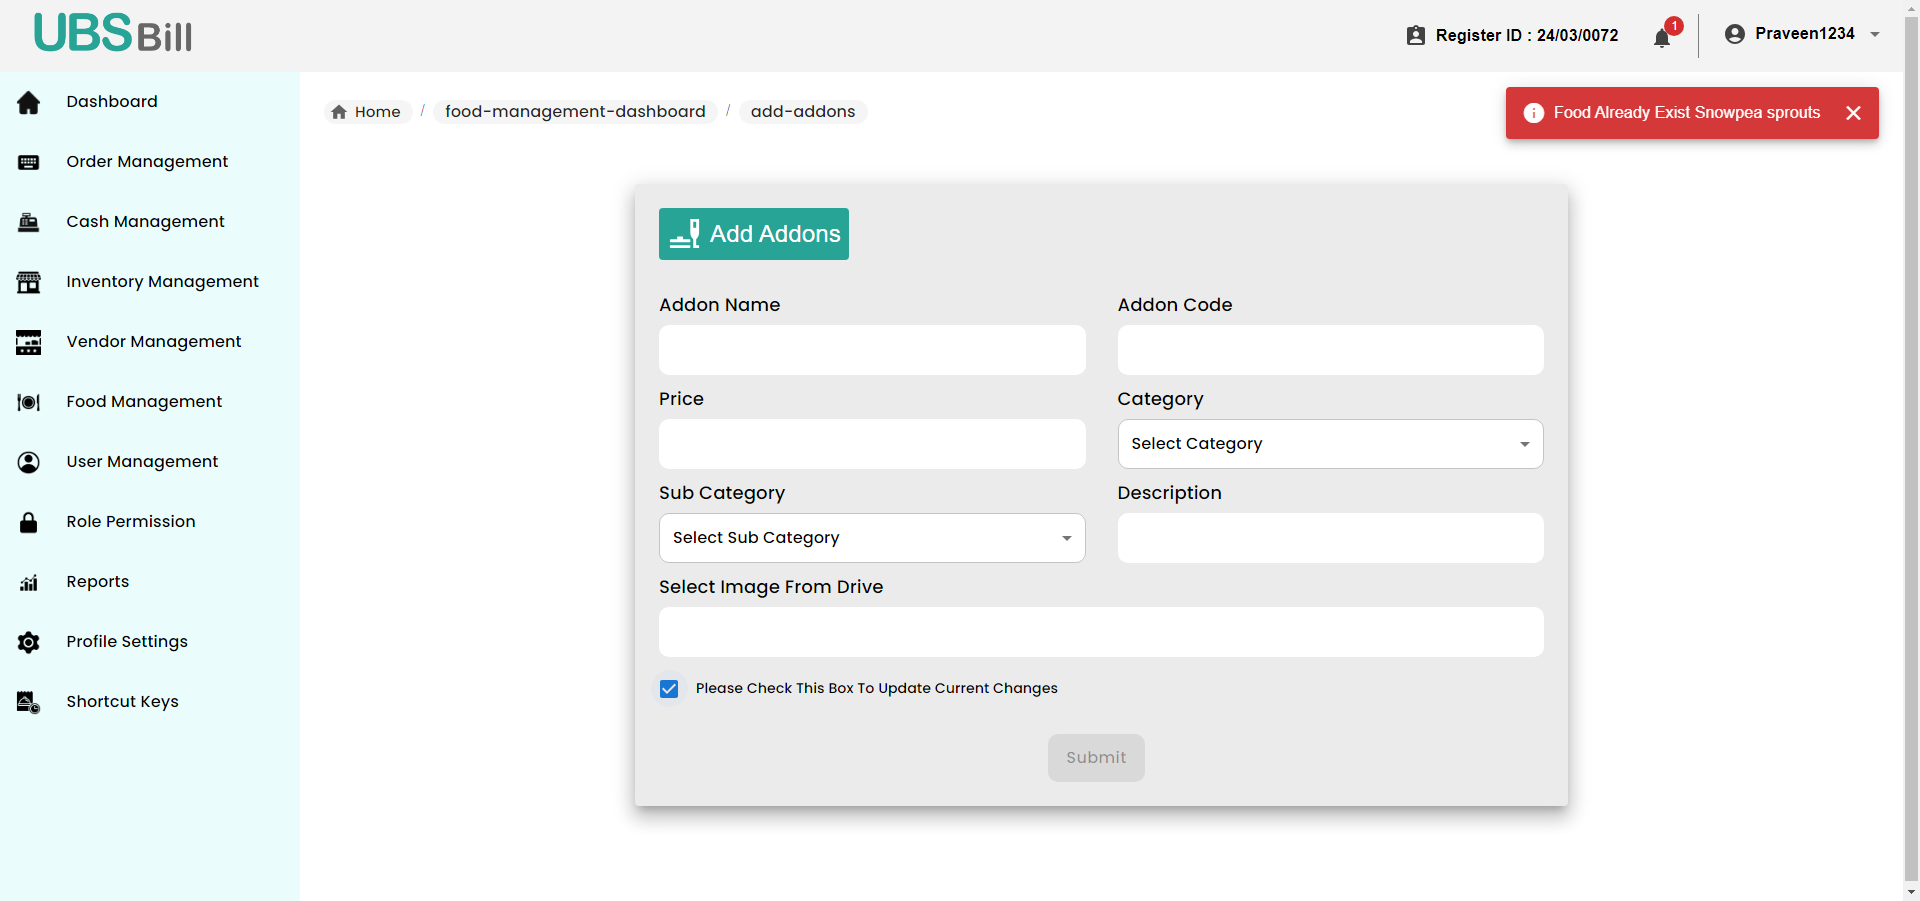 UBS Bill
Register ID : 24/03/0072
1
Praveen1234
Dashboard
Order Management
Cash Management
Inventory Management
Vendor Management
Food Management
User Management
Role Permission
Reports
Profile Settings
Shortcut Keys
Home / food-management-dashboard / add-addons
Food Already Exist Snowpea sprouts
Add Addons
Addon Name
Addon Code
Price
Category
Select Category
Sub Category
Description
Select Sub Category
Select Image From Drive
Please Check This Box To Update Current Changes
Submit